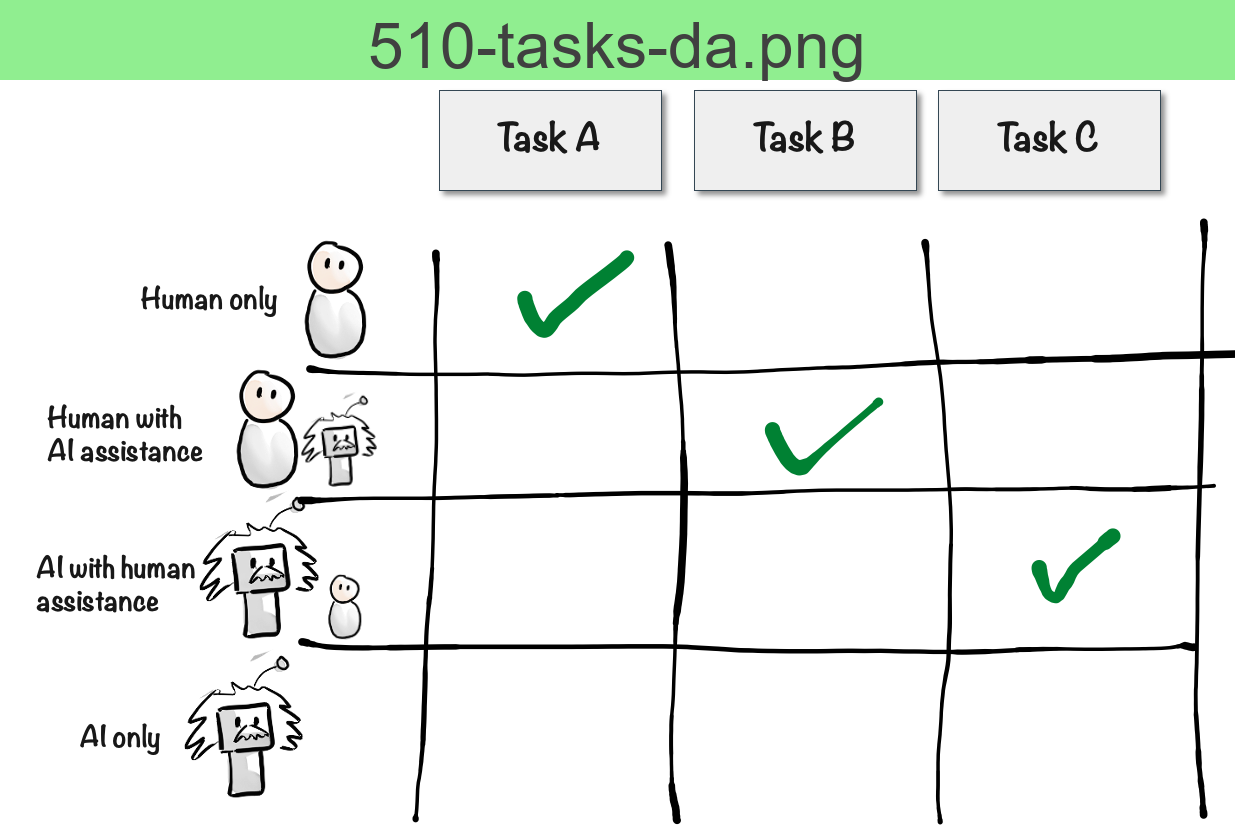 510-tasks-da.png
Task A
Task B
Task C
Human only
Human with
AI assistance
AI with human
assistance
AI only